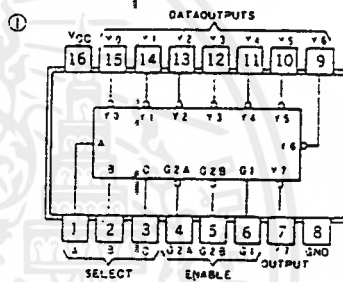 ①
DATA OUTPUTS
VCC Y0 Y1 Y2 Y3 Y4 Y5 Y6
16 15 14 13 12 11 10 9
Y0 Y1 Y2 Y3 Y4 Y5
A Y6
B C G2A G2B G1 Y7
1 2 3 4 5 6 7 8
A B C G2A G2B G1 Y7 GND
SELECT ENABLE OUTPUT